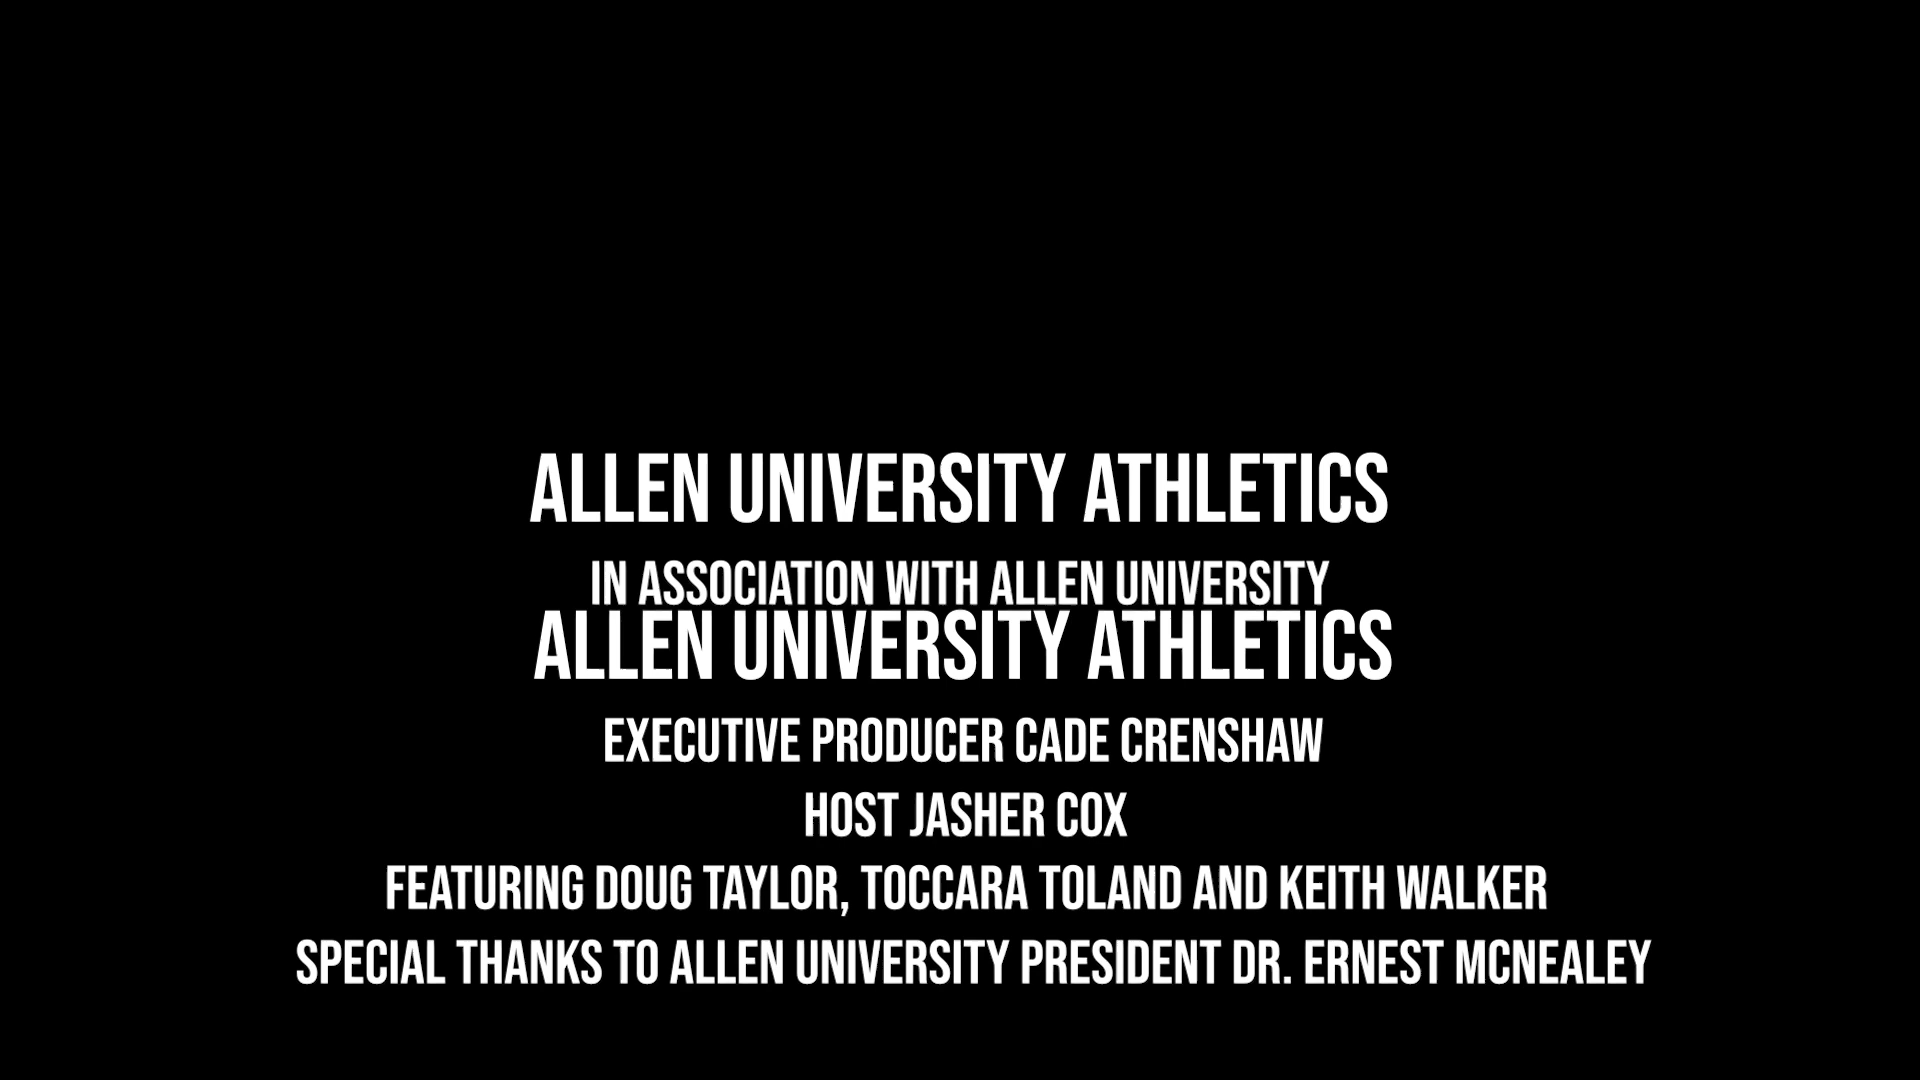 ALLEN UNIVERSITY ATHLETICS
IN ASSOCIATION WITH ALLEN UNIVERSITY
ALLEN UNIVERSITY ATHLETICS
EXECUTIVE PRODUCER CADE CRENSHAW
HOST JASHER COX
FEATURING DOUG TAYLOR, TOCCARA TOLAND AND KEITH WALKER
SPECIAL THANKS TO ALLEN UNIVERSITY PRESIDENT DR. ERNEST MCNEALEY